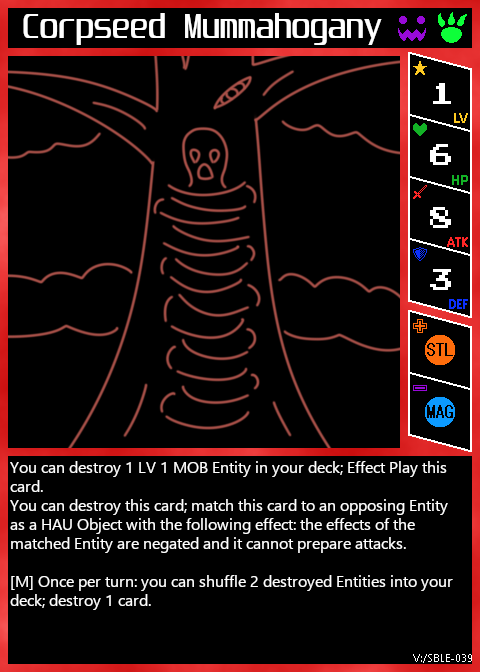 Corpseed Mummahogany
1
LV
6
HP
8
ATK
3
DEF
STL
MAG
You can destroy 1 LV 1 MOB Entity in your deck; Effect Play this
card.
You can destroy this card; match this card to an opposing Entity
as a HAU Object with the following effect: the effects of the
matched Entity are negated and it cannot prepare attacks.
[M] Once per turn: you can shuffle 2 destroyed Entities into your
deck; destroy 1 card.
V:/SBLE-039